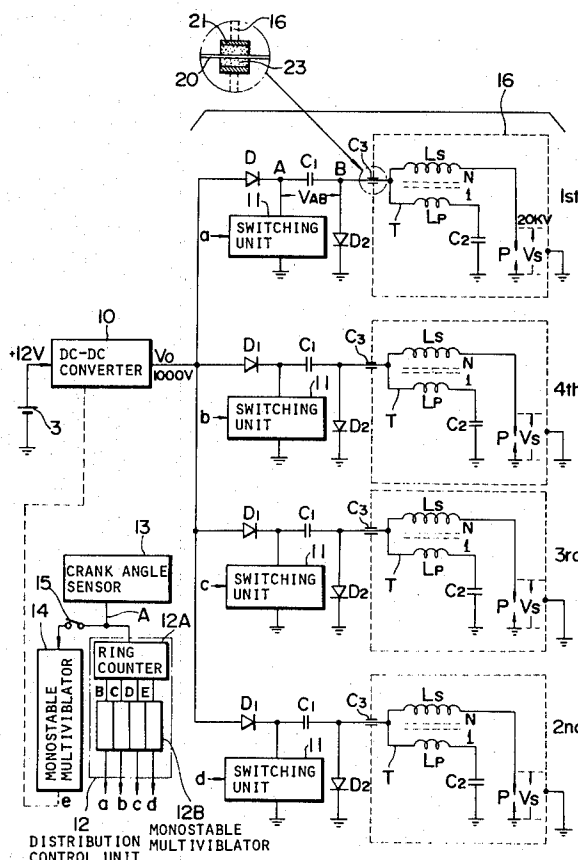 21
16
20
23
16
C3
LS
N
1
LP
T
C2
20KV
P
VS
1st
D
A
C1
B
VAB
11
a
SWITCHING
UNIT
D2
10
+12V
DC-DC
CONVERTER
VO
1000V
3
D1
C1
C3
11
b
SWITCHING
UNIT
D2
LS
N
1
T
LP
C2
P
VS
4th
D1
C1
C3
11
c
SWITCHING
UNIT
D2
LS
N
1
T
LP
C2
P
VS
3rd
13
CRANK ANGLE
SENSOR
15
A
14
12A
RING
COUNTER
B C D E
MONOSTABLE
MULTIVIBLATOR
e
a b c d
12
12B
DISTRIBUTION
CONTROL UNIT
MONOSTABLE
MULTIVIBLATOR
D1
C1
C3
11
d
SWITCHING
UNIT
D2
LS
N
1
T
LP
C2
P
VS
2nd